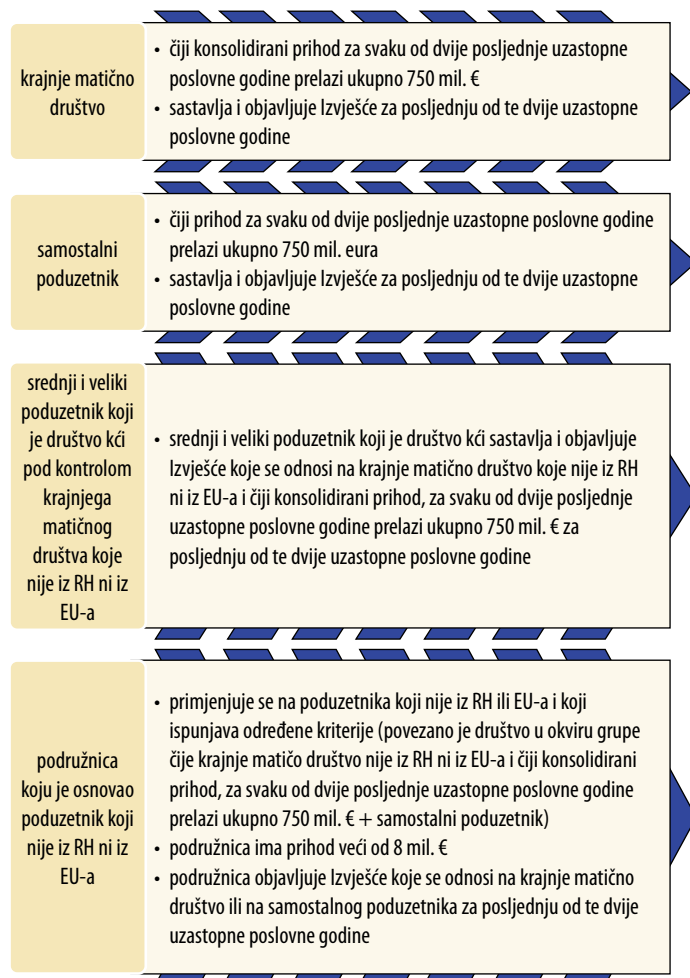 krajnje matično
društvo
• čiji konsolidirani prihod za svaku od dvije posljednje uzastopne
poslovne godine prelazi ukupno 750 mil. €
• sastavlja i objavljuje Izvješće za posljednju od te dvije uzastopne
poslovne godine
samostalni
poduzetnik
• čiji prihod za svaku od dvije posljednje uzastopne poslovne godine
prelazi ukupno 750 mil. eura
• sastavlja i objavljuje Izvješće za posljednju od te dvije uzastopne
poslovne godine
srednji i veliki
poduzetnik koji
je društvo kći
pod kontrolom
krajnjega
matičnog
društva koje
nije iz RH ni iz
EU-a
• srednji i veliki poduzetnik koji je društvo kći sastavlja i objavljuje
Izvješće koje se odnosi na krajnje matično društvo koje nije iz RH
ni iz EU-a i čiji konsolidirani prihod, za svaku od dvije posljednje
uzastopne poslovne godine prelazi ukupno 750 mil. € za
posljednju od te dvije uzastopne poslovne godine
podružnica
koju je osnovao
poduzetnik koji
nije iz RH ni iz
EU-a
• primjenjuje se na poduzetnika koji nije iz RH ili EU-a i koji
ispunjava određene kriterije (povezano je društvo u okviru grupe
čije krajnje matičo društvo nije iz RH ni iz EU-a i čiji konsolidirani
prihod, za svaku od dvije posljednje uzastopne poslovne godine
prelazi ukupno 750 mil. € + samostalni poduzetnik)
• podružnica ima prihod veći od 8 mil. €
• podružnica objavljuje Izvješće koje se odnosi na krajnje matično
društvo ili na samostalnog poduzetnika za posljednju od te dvije
uzastopne poslovne godine